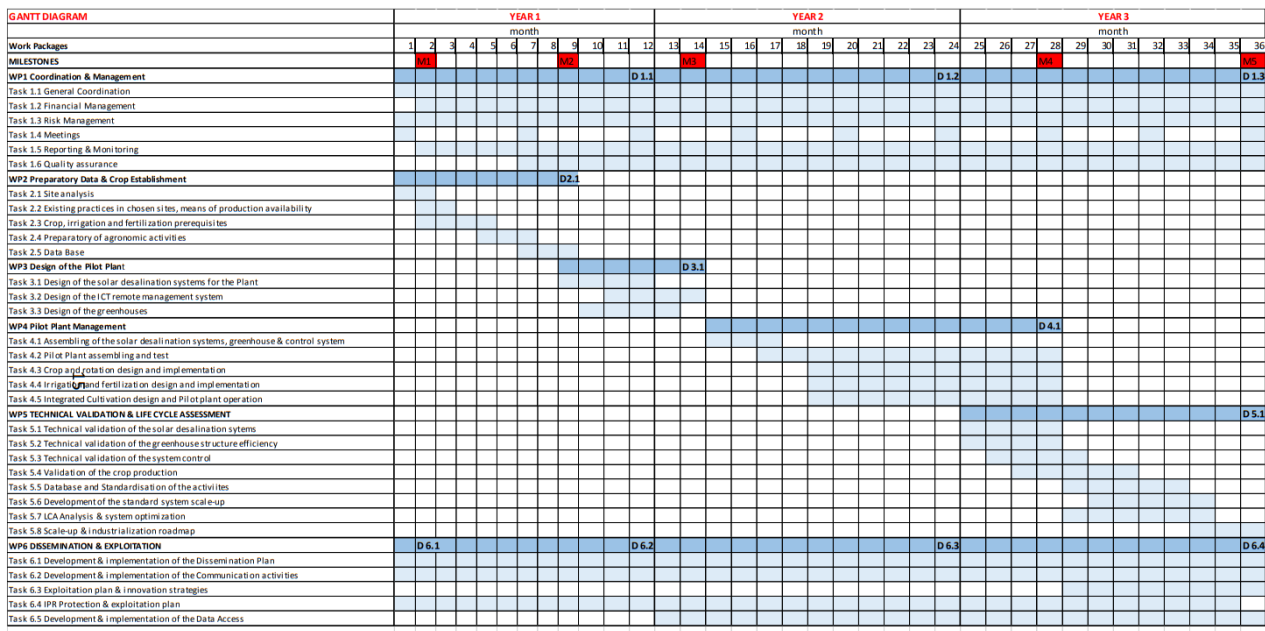 GANTT DIAGRAM YEAR 1 YEAR 2 YEAR 3
month month month
Work Packages 1 2 3 4 5 6 7 8 9 10 11 12 13 14 15 16 17 18 19 20 21 22 23 24 25 26 27 28 29 30 31 32 33 34 35 36
MILESTONES M1 M2 M3 M4 M5
WP1 Coordination & Management D 1.1 D 1.2 D 1.3
Task 1.1 General Coordination
Task 1.2 Financial Management
Task 1.3 Risk Management
Task 1.4 Meetings
Task 1.5 Reporting & Monitoring
Task 1.6 Quality assurance
WP2 Preparatory Data & Crop Establishment D2.1
Task 2.1 Site analysis
Task 2.2 Existing practices in chosen sites, means of production availability
Task 2.3 Crop, irrigation and fertilization prerequisites
Task 2.4 Preparatory of agronomic activities
Task 2.5 Data Base
WP3 Design of the Pilot Plant D 3.1
Task 3.1 Design of the solar desalination systems for the Plant
Task 3.2 Design of the ICT remote management system
Task 3.3 Design of the greenhouses
WP4 Pilot Plant Management D 4.1
Task 4.1 Assembling of the solar desalination systems, greenhouse & control system
Task 4.2 Pilot Plant assembling and test
Task 4.3 Crop and rotation design and implementation
15
Task 4.4 Irrigation and fertilization design and implementation
Task 4.5 Integrated Cultivation design and Pilot plant operation
WP5 TECHNICAL VALIDATION & LIFE CYCLE ASSESSMENT D 5.1
Task 5.1 Technical validation of the solar desalination sytems
Task 5.2 Technical validation of the greenhouse structure efficiency
Task 5.3 Technical validation of the system control
Task 5.4 Validation of the crop production
Task 5.5 Database and Standardisation of the activiites
Task 5.6 Development of the standard system scale-up
Task 5.7 LCA Analysis & system optimization
Task 5.8 Scale-up & industrialization roadmap
WP6 DISSEMINATION & EXPLOITATION D 6.1 D 6.2 D 6.3 D 6.4
Task 6.1 Development & implementation of the Dissemination Plan
Task 6.2 Development & implementation of the Communication activities
Task 6.3 Exploitation plan & innovation strategies
Task 6.4 IPR Protection & exploitation plan
Task 6.5 Development & implementation of the Data Access